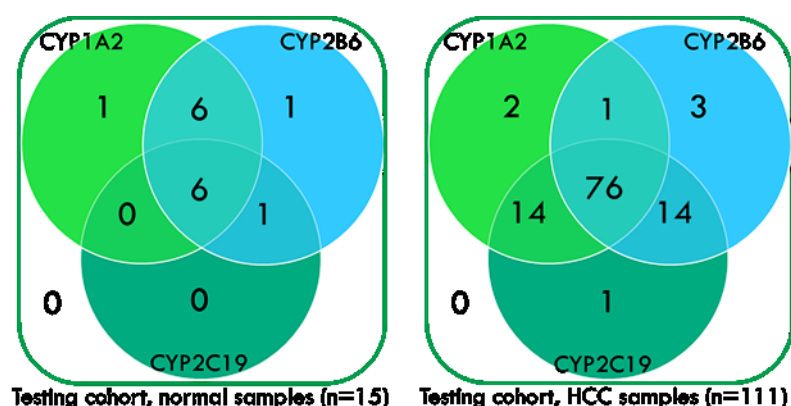 CYP1A2 CYP2B6
1 6 1
6
0 1
0 0
CYP2C19
Testing cohort, normal samples (n=15)
CYP1A2 CYP2B6
2 1 3
76
14 14
0 1
CYP2C19
Testing cohort, HCC samples (n=111)